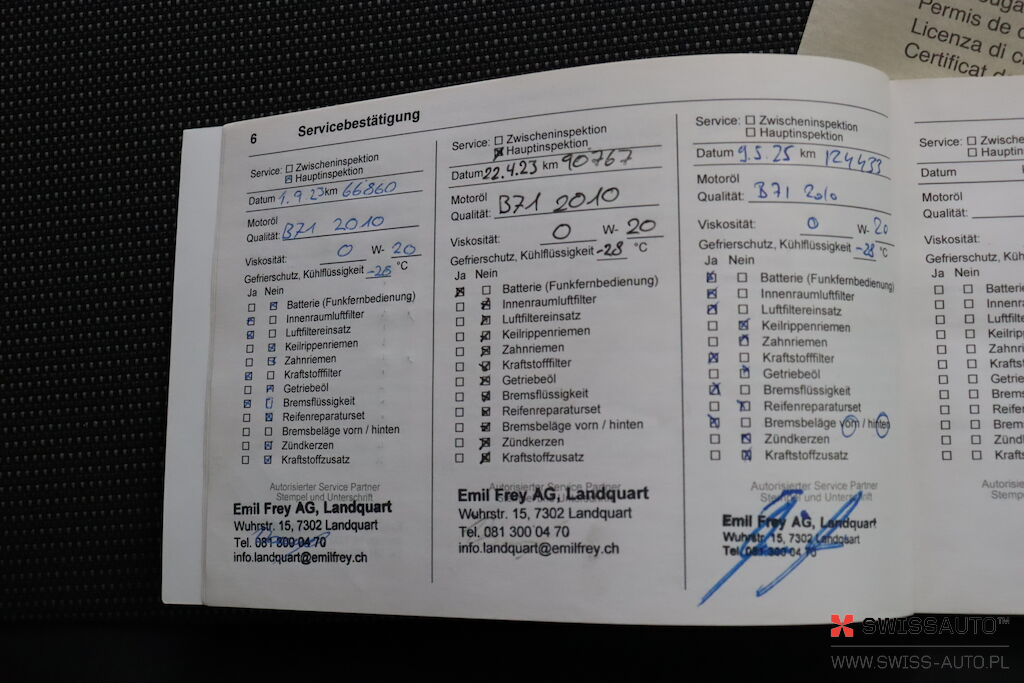 Permis de
Licenza di
Certificat
6 Servicebestätigung
Service: ☐ Zwischeninspektion
☒ Hauptinspektion
Datum 1.9.23 km 66860
Motoröl
Qualität: B71 2010
Viskosität: 0 W- 20
Gefrierschutz, Kühlflüssigkeit -28 °C
Ja Nein
☐ ☒ Batterie (Funkfernbedienung)
☒ ☐ Innenraumluftfilter
☒ ☐ Luftfiltereinsatz
☐ ☒ Keilrippenriemen
☐ ☒ Zahnriemen
☒ ☐ Kraftstofffilter
☐ ☒ Getriebeöl
☒ ☐ Bremsflüssigkeit
☐ ☒ Reifenreparaturset
☐ ☐ Bremsbeläge vorn / hinten
☐ ☒ Zündkerzen
☐ ☒ Kraftstoffzusatz
Autorisierter Service Partner
Stempel und Unterschrift
Emil Frey AG, Landquart
Wuhrstr. 15, 7302 Landquart
Tel. 081 300 04 70
info.landquart@emilfrey.ch
Service: ☐ Zwischeninspektion
☒ Hauptinspektion
Datum 22.4.23 km 90767
Motoröl
Qualität: B71 2010
Viskosität: 0 W- 20
Gefrierschutz, Kühlflüssigkeit -28 °C
Ja Nein
☒ ☐ Batterie (Funkfernbedienung)
☐ ☒ Innenraumluftfilter
☐ ☒ Luftfiltereinsatz
☐ ☒ Keilrippenriemen
☐ ☒ Zahnriemen
☐ ☒ Kraftstofffilter
☐ ☒ Getriebeöl
☐ ☒ Bremsflüssigkeit
☐ ☒ Reifenreparaturset
☐ ☒ Bremsbeläge vorn / hinten
☐ ☒ Zündkerzen
☐ ☒ Kraftstoffzusatz
Autorisierter Service Partner
Emil Frey AG, Landquart
Wuhrstr. 15, 7302 Landquart
Tel. 081 300 04 70
info.landquart@emilfrey.ch
Service: ☐ Zwischeninspektion
☐ Hauptinspektion
Datum 9.5.25 km 124433
Motoröl
Qualität: B71 2010
Viskosität: 0 W- 20
Gefrierschutz, Kühlflüssigkeit -28 °C
Ja Nein
☒ ☐ Batterie (Funkfernbedienung)
☒ ☐ Innenraumluftfilter
☒ ☐ Luftfiltereinsatz
☐ ☒ Keilrippenriemen
☐ ☒ Zahnriemen
☒ ☐ Kraftstofffilter
☐ ☒ Getriebeöl
☒ ☐ Bremsflüssigkeit
☐ ☒ Reifenreparaturset
☒ ☐ Bremsbeläge vorn / hinten
☐ ☒ Zündkerzen
☐ ☒ Kraftstoffzusatz
Autorisierter Service Partner
Stempel und Unterschrift
Emil Frey AG, Landquart
Wuhrstr. 15, 7302 Landquart
Tel. 081 300 04 70
Service: ☐
☐
Datum
Motoröl
Qualität:
Viskosität:
Gefrierschutz,
Ja Nein
☐ ☐
☐ ☐
☐ ☐
☐ ☐
☐ ☐
☐ ☐
☐ ☐
☐ ☐
☐ ☐
☐ ☐
☐ ☐
☐ ☐
SWISSAUTO™
WWW.SWISS-AUTO.PL